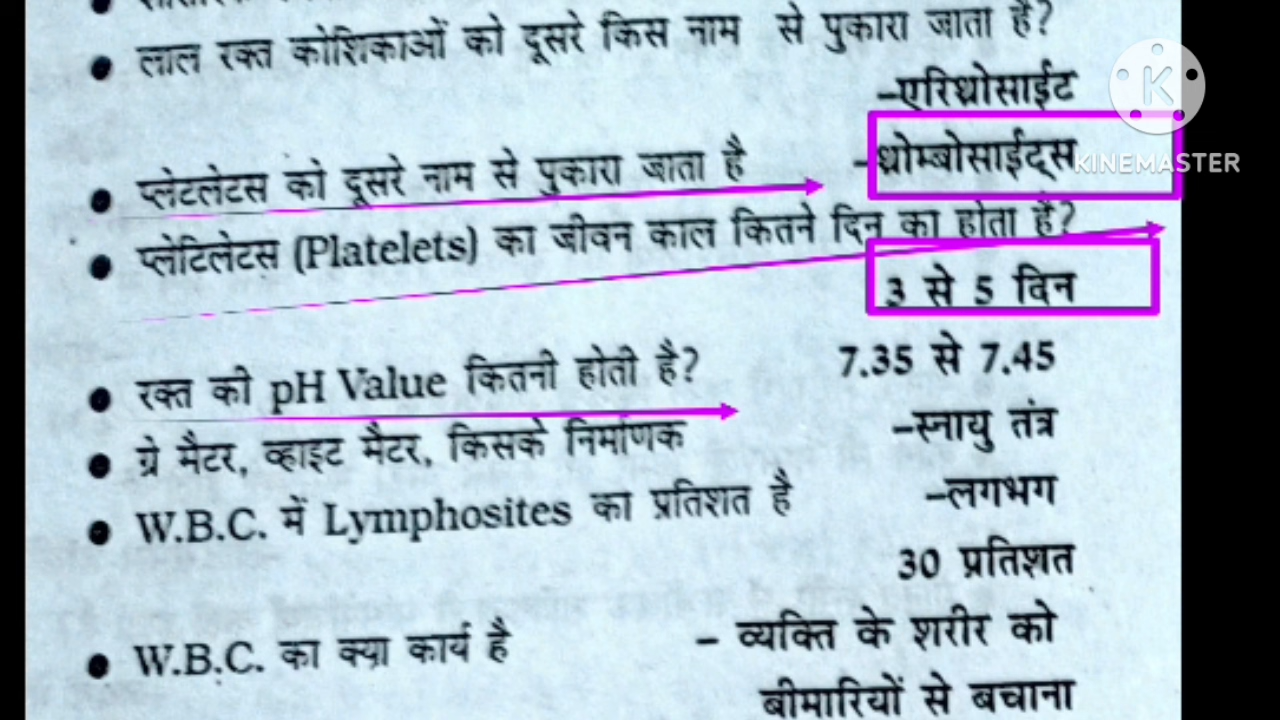 लाल रक्त कोशिकाओं को दूसरे किस नाम से पुकारा जाता है?
–एरिथ्रोसाईट
प्लेटलेटस को दूसरे नाम से पुकारा जाता है –थ्रोम्बोसाईट्स
KINEMASTER
प्लेटिलेटस (Platelets) का जीवन काल कितने दिन का होता है?
3 से 5 दिन
रक्त की pH Value कितनी होती है? 7.35 से 7.45
ग्रे मैटर, व्हाइट मैटर, किसके निर्माणक –स्नायु तंत्र
W.B.C. में Lymphosites का प्रतिशत है –लगभग
30 प्रतिशत
W.B.C. का क्या कार्य है – व्यक्ति के शरीर को
बीमारियों से बचाना